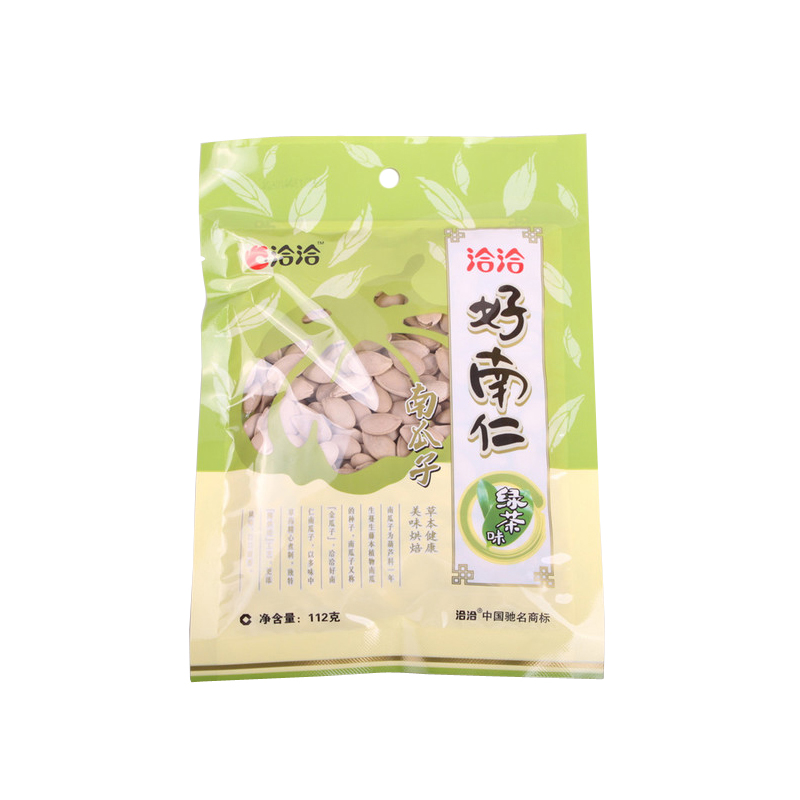 洽洽™
洽洽
好南仁
绿茶味
南瓜子
草本健康
美味烘焙
南瓜子为葫芦科一年
生蔓生藤本植物南瓜
的种子，南瓜子又称
“金瓜子”，洽洽好南
仁南瓜子，以多味中
净含量：112克
洽洽®中国驰名商标